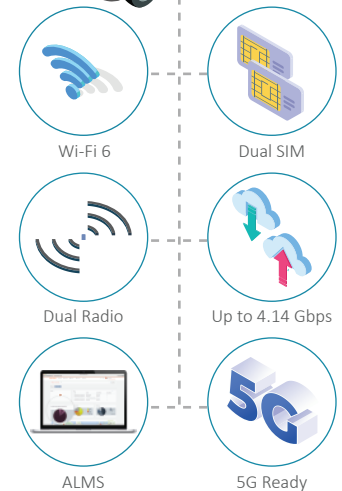 Wi-Fi 6
Dual SIM
Dual Radio
Up to 4.14 Gbps
ALMS
5G
5G Ready